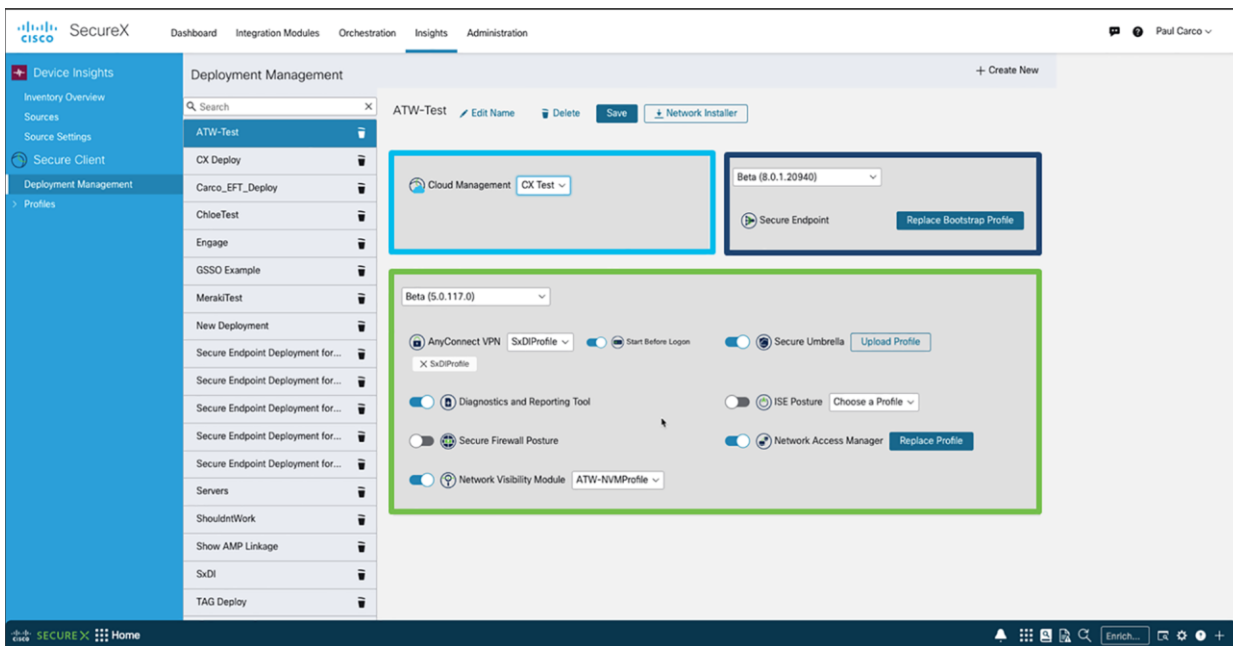 CISCO SecureX Dashboard Integration Modules Orchestration Insights Administration Paul Carco
Device Insights
Inventory Overview
Sources
Source Settings
Secure Client
Deployment Management
Profiles
Deployment Management
+ Create New
Search
ATW-Test
CX Deploy
Carco_EFT_Deploy
ChloeTest
Engage
GSSO Example
MerakiTest
New Deployment
Secure Endpoint Deployment for...
Secure Endpoint Deployment for...
Secure Endpoint Deployment for...
Secure Endpoint Deployment for...
Secure Endpoint Deployment for...
Servers
ShouldntWork
Show AMP Linkage
SxDI
TAG Deploy
ATW-Test Edit Name Delete Save Network Installer
Cloud Management CX Test
Beta (8.0.1.20940)
Secure Endpoint Replace Bootstrap Profile
Beta (5.0.117.0)
AnyConnect VPN SxDIProfile Start Before Logon Secure Umbrella Upload Profile
X SxDIProfile
Diagnostics and Reporting Tool ISE Posture Choose a Profile
Secure Firewall Posture Network Access Manager Replace Profile
Network Visibility Module ATW-NVMProfile
CISCO SECUREX Home Enrich...